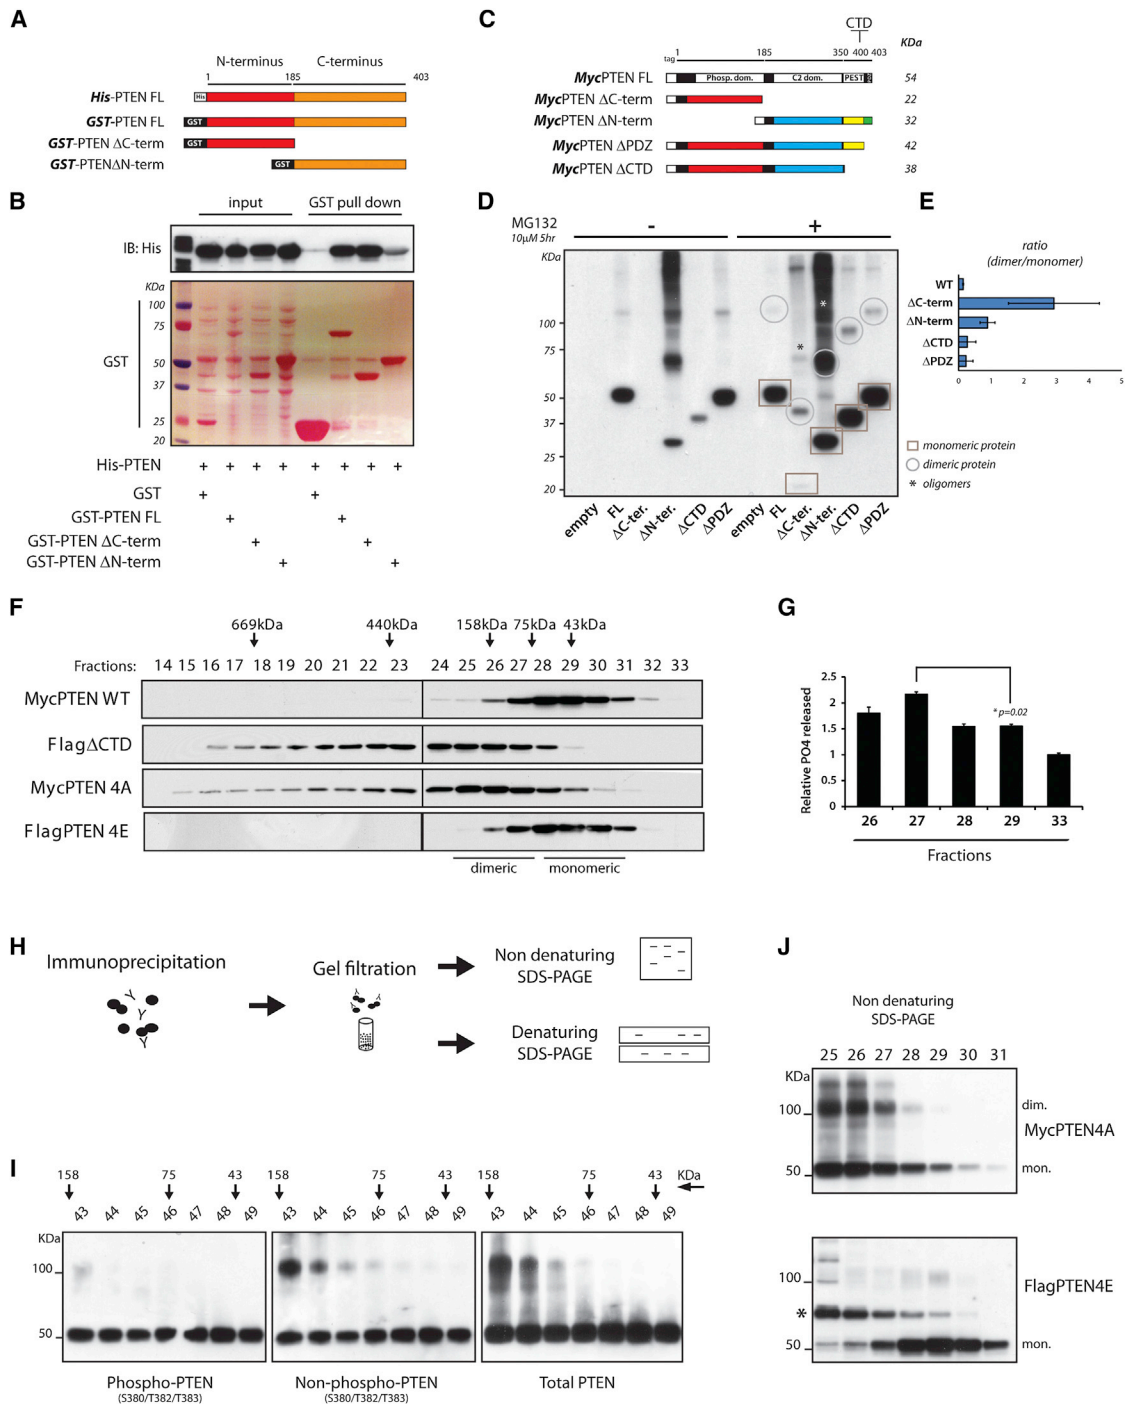 A
N-terminus C-terminus
1 185 403
His-PTEN FL
His
GST-PTEN FL
GST
GST-PTEN ΔC-term
GST
GST-PTENΔN-term
GST
B
input GST pull down
IB: His
KDa
100
75
50
37
25
20
GST
His-PTEN + + + + + + + +
GST + +
GST-PTEN FL + +
GST-PTEN ΔC-term + +
GST-PTEN ΔN-term + +
C
CTD
tag 1 185 350 400 403
KDa
MycPTEN FL Phosp. dom. C2 dom. PEST 54
MycPTEN ΔC-term 22
MycPTEN ΔN-term 32
MycPTEN ΔPDZ 42
MycPTEN ΔCTD 38
D
MG132
10μM 5hr
- +
KDa
100
75
50
37
25
20
*
*
empty FL ΔC-ter. ΔN-ter. ΔCTD ΔPDZ empty FL ΔC-ter. ΔN-ter. ΔCTD ΔPDZ
E
ratio
(dimer/monomer)
WT
ΔC-term
ΔN-term
ΔCTD
ΔPDZ
0 1 2 3 4 5
monomeric protein
dimeric protein
* oligomers
F
669kDa 440kDa 158kDa 75kDa 43kDa
Fractions: 14 15 16 17 18 19 20 21 22 23 24 25 26 27 28 29 30 31 32 33
MycPTEN WT
FlagΔCTD
MycPTEN 4A
FlagPTEN 4E
dimeric monomeric
G
Relative PO4 released
2.5
2
1.5
1
0.5
0
* p=0.02
26 27 28 29 33
Fractions
H
Immunoprecipitation
Gel filtration
Non denaturing
SDS-PAGE
Denaturing
SDS-PAGE
I
158 75 43 158 75 43 158 75 43 KDa
43 44 45 46 47 48 49 43 44 45 46 47 48 49 43 44 45 46 47 48 49
KDa
100
50
Phospho-PTEN
(S380/T382/T383)
Non-phospho-PTEN
(S380/T382/T383)
Total PTEN
J
Non denaturing
SDS-PAGE
25 26 27 28 29 30 31
KDa
100
50
dim.
MycPTEN4A
mon.
100
*
50
FlagPTEN4E
mon.